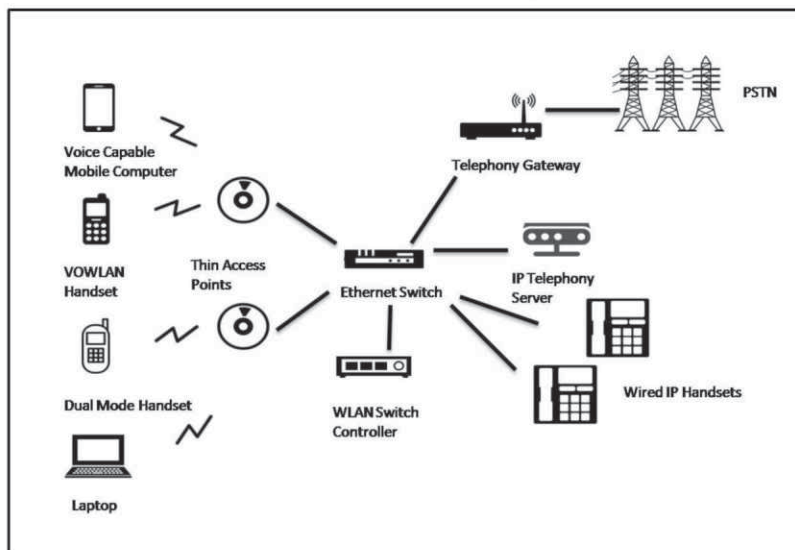 PSTN
Voice Capable
Mobile Computer
Telephony Gateway
VOWLAN
Handset
Thin Access
Points
Ethernet Switch
IP Telephony
Server
Dual Mode Handset
WLAN Switch
Controller
Wired IP Handsets
Laptop